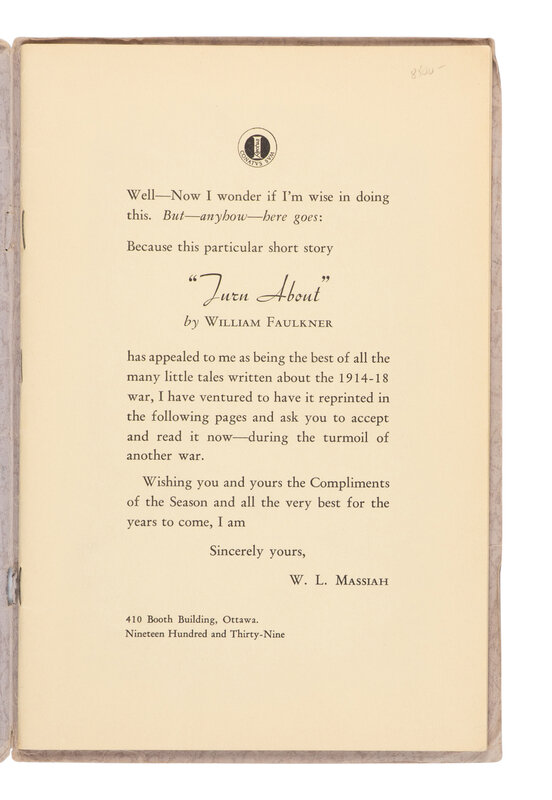 Well—Now I wonder if I'm wise in doing
this. But—anyhow—here goes:
Because this particular short story
"Turn About"
by William Faulkner
has appealed to me as being the best of all the
many little tales written about the 1914-18
war, I have ventured to have it reprinted in
the following pages and ask you to accept
and read it now—during the turmoil of
another war.
Wishing you and yours the Compliments
of the Season and all the very best for the
years to come, I am
Sincerely yours,
W. L. Massiah
410 Booth Building, Ottawa.
Nineteen Hundred and Thirty-Nine